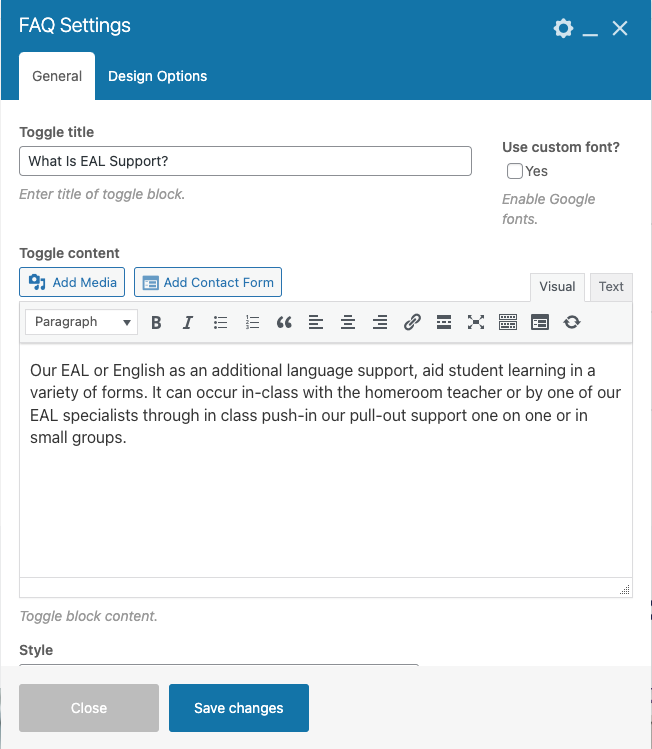 FAQ Settings
General
Design Options
Toggle title
Use custom font?
What Is EAL Support?
Yes
Enter title of toggle block.
Enable Google
fonts.
Toggle content
Add Media
Add Contact Form
Visual
Text
Paragraph
B
I
Our EAL or English as an additional language support, aid student learning in a
variety of forms. It can occur in-class with the homeroom teacher or by one of our
EAL specialists through in class push-in our pull-out support one on one or in
small groups.
Toggle block content.
Style
Close
Save changes